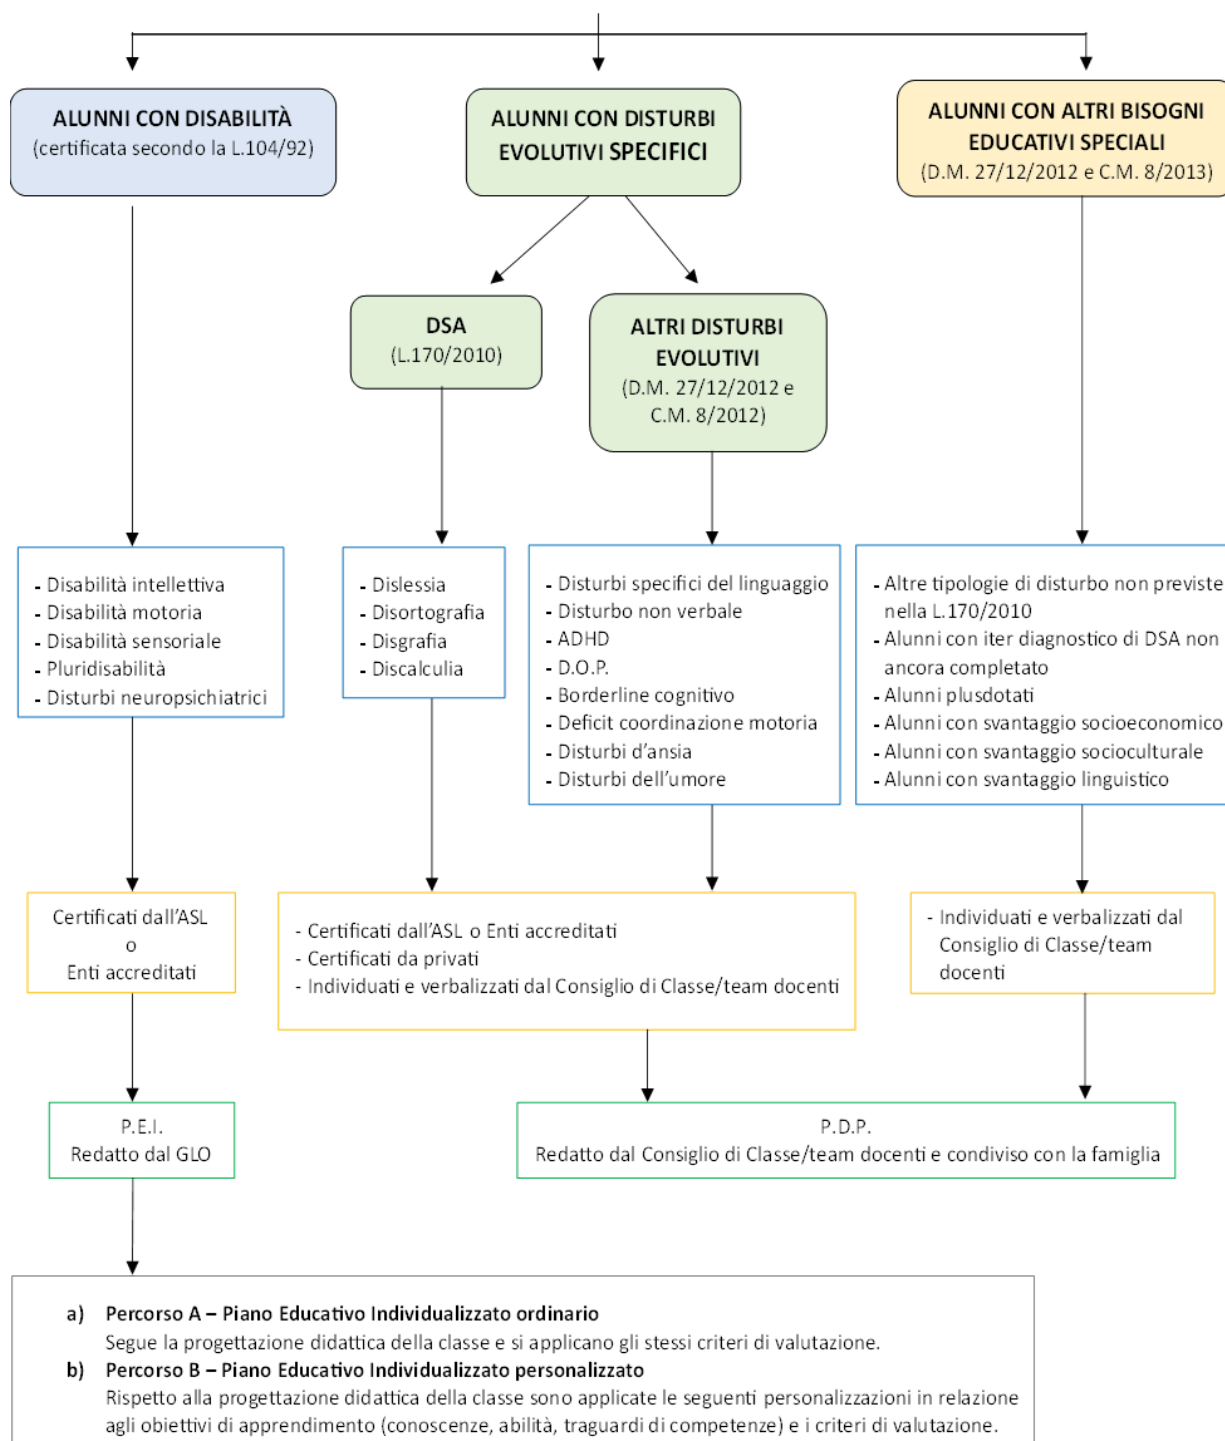 ALUNNI CON DISABILITÀ
(certificata secondo la L.104/92)
ALUNNI CON DISTURBI
EVOLUTIVI SPECIFICI
ALUNNI CON ALTRI BISOGNI
EDUCATIVI SPECIALI
(D.M. 27/12/2012 e C.M. 8/2013)
DSA
(L.170/2010)
ALTRI DISTURBI
EVOLUTIVI
(D.M. 27/12/2012 e
C.M. 8/2012)
- Disabilità intellettiva
- Disabilità motoria
- Disabilità sensoriale
- Pluridisabilità
- Disturbi neuropsichiatrici
- Dislessia
- Disortografia
- Disgrafia
- Discalculia
- Disturbi specifici del linguaggio
- Disturbo non verbale
- ADHD
- D.O.P.
- Borderline cognitivo
- Deficit coordinazione motoria
- Disturbi d'ansia
- Disturbi dell'umore
- Altre tipologie di disturbo non previste
nella L.170/2010
- Alunni con iter diagnostico di DSA non
ancora completato
- Alunni plusdotati
- Alunni con svantaggio socioeconomico
- Alunni con svantaggio socioculturale
- Alunni con svantaggio linguistico
Certificati dall'ASL
o
Enti accreditati
- Certificati dall'ASL o Enti accreditati
- Certificati da privati
- Individuati e verbalizzati dal Consiglio di Classe/team docenti
- Individuati e verbalizzati dal
Consiglio di Classe/team
docenti
P.E.I.
Redatto dal GLO
P.D.P.
Redatto dal Consiglio di Classe/team docenti e condiviso con la famiglia
a) Percorso A – Piano Educativo Individualizzato ordinario
Segue la progettazione didattica della classe e si applicano gli stessi criteri di valutazione.
b) Percorso B – Piano Educativo Individualizzato personalizzato
Rispetto alla progettazione didattica della classe sono applicate le seguenti personalizzazioni in relazione
agli obiettivi di apprendimento (conoscenze, abilità, traguardi di competenze) e i criteri di valutazione.